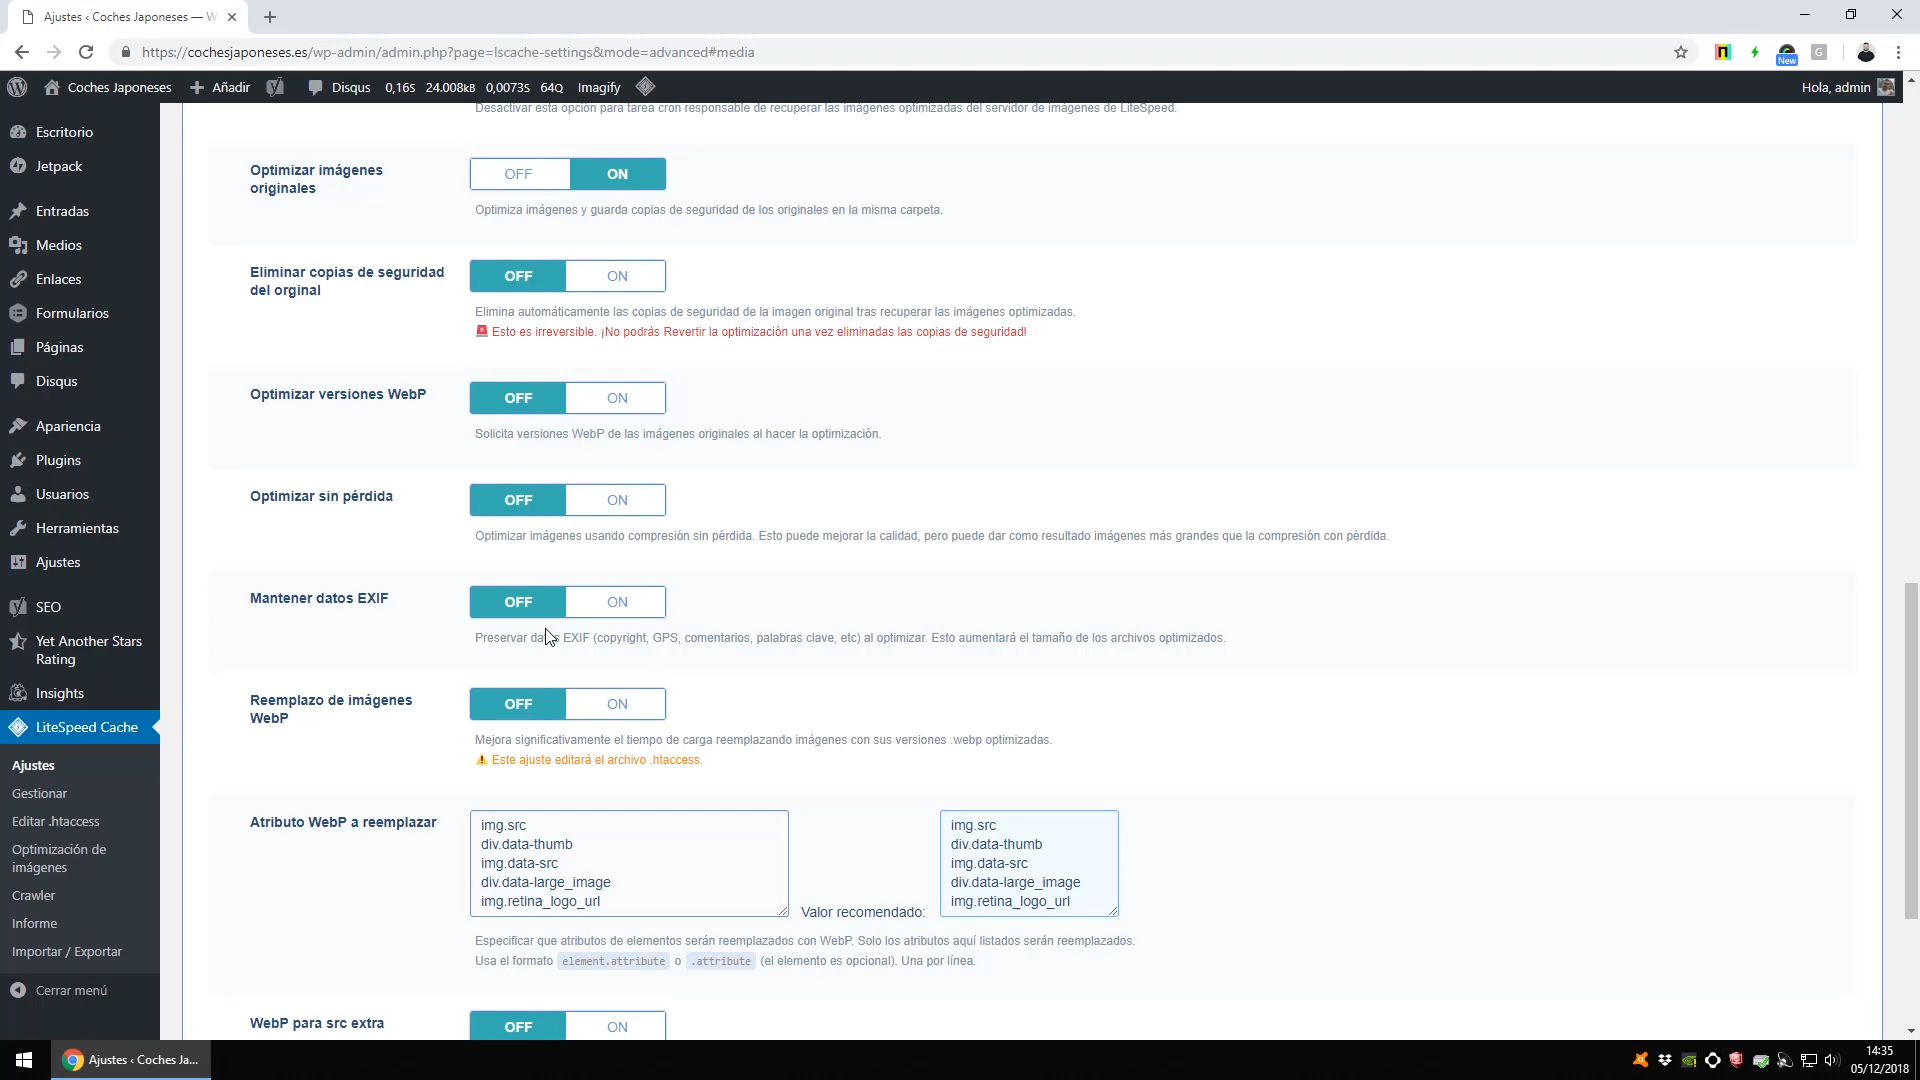 Ajustes ‹ Coches Japoneses — W
https://cochesjaponeses.es/wp-admin/admin.php?page=lscache-settings&mode=advanced#media
New
G
Coches Japoneses
Añadir
Disqus
0,16S
24.008KB
0,0073S
64Q
Imagify
Hola, admin
Escritorio
Jetpack
Entradas
Medios
Enlaces
Formularios
Páginas
Disqus
Apariencia
Plugins
Usuarios
Herramientas
Ajustes
SEO
Yet Another Stars
Rating
Insights
LiteSpeed Cache
Ajustes
Gestionar
Editar .htaccess
Optimización de
imágenes
Crawler
Informe
Importar / Exportar
Cerrar menú
Desactivar esta opción para tarea cron responsable de recuperar las imágenes optimizadas del servidor de imágenes de LiteSpeed.
Optimizar imágenes
originales
OFF ON
Optimiza imágenes y guarda copias de seguridad de los originales en la misma carpeta.
Eliminar copias de seguridad
del orginal
OFF ON
Elimina automáticamente las copias de seguridad de la imagen original tras recuperar las imágenes optimizadas.
Esto es irreversible. ¡No podrás Revertir la optimización una vez eliminadas las copias de seguridad!
Optimizar versiones WebP
OFF ON
Solicita versiones WebP de las imágenes originales al hacer la optimización.
Optimizar sin pérdida
OFF ON
Optimizar imágenes usando compresión sin pérdida. Esto puede mejorar la calidad, pero puede dar como resultado imágenes más grandes que la compresión con pérdida.
Mantener datos EXIF
OFF ON
Preservar datos EXIF (copyright, GPS, comentarios, palabras clave, etc) al optimizar. Esto aumentará el tamaño de los archivos optimizados.
Reemplazo de imágenes
WebP
OFF ON
Mejora significativamente el tiempo de carga reemplazando imágenes con sus versiones .webp optimizadas.
Este ajuste editará el archivo .htaccess.
Atributo WebP a reemplazar
img.src
div.data-thumb
img.data-src
div.data-large_image
img.retina_logo_url
Valor recomendado:
img.src
div.data-thumb
img.data-src
div.data-large_image
img.retina_logo_url
Especificar que atributos de elementos serán reemplazados con WebP. Solo los atributos aquí listados serán reemplazados.
Usa el formato element.attribute o .attribute (el elemento es opcional). Una por línea.
WebP para src extra
OFF ON
Ajustes ‹ Coches Ja...
14:35
05/12/2018